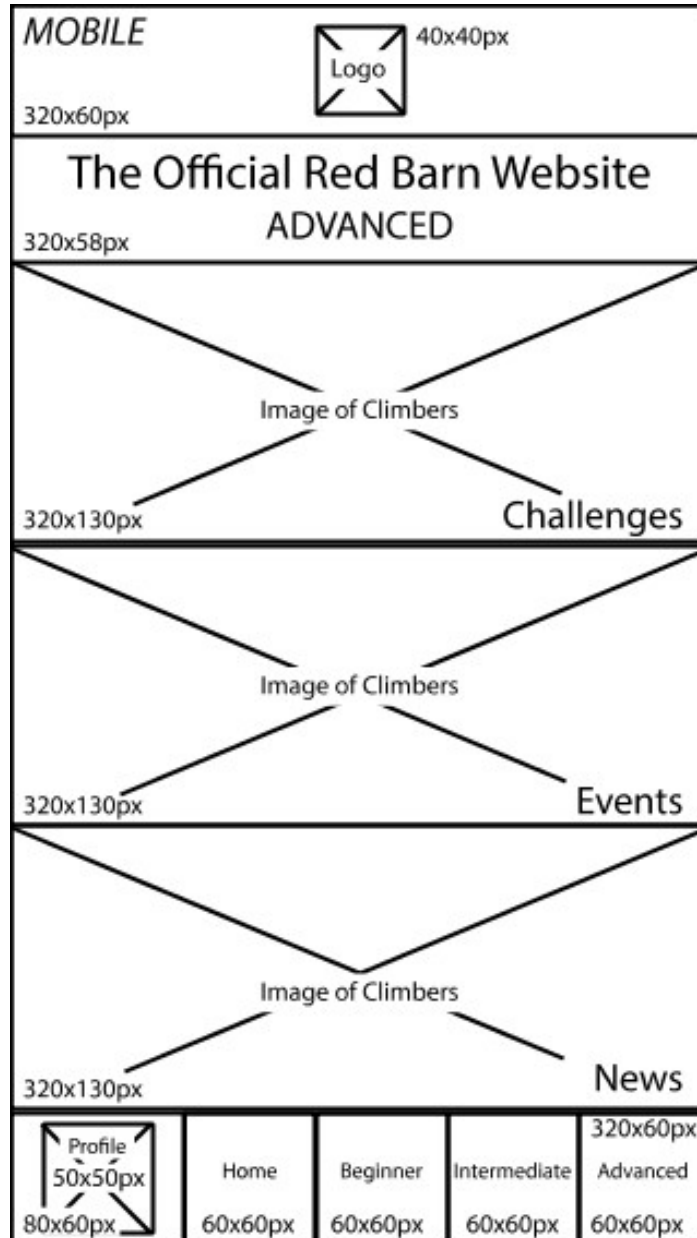 MOBILE
40x40px
Logo
320x60px
The Official Red Barn Website
ADVANCED
320x58px
Image of Climbers
320x130px
Challenges
Image of Climbers
320x130px
Events
Image of Climbers
320x130px
News
320x60px
Profile
50x50px
80x60px
Home
60x60px
Beginner
60x60px
Intermediate
60x60px
Advanced
60x60px